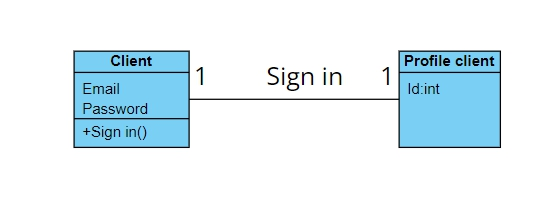 Client
Email
Password
+Sign in()
1
Sign in
1
Profile client
Id:int